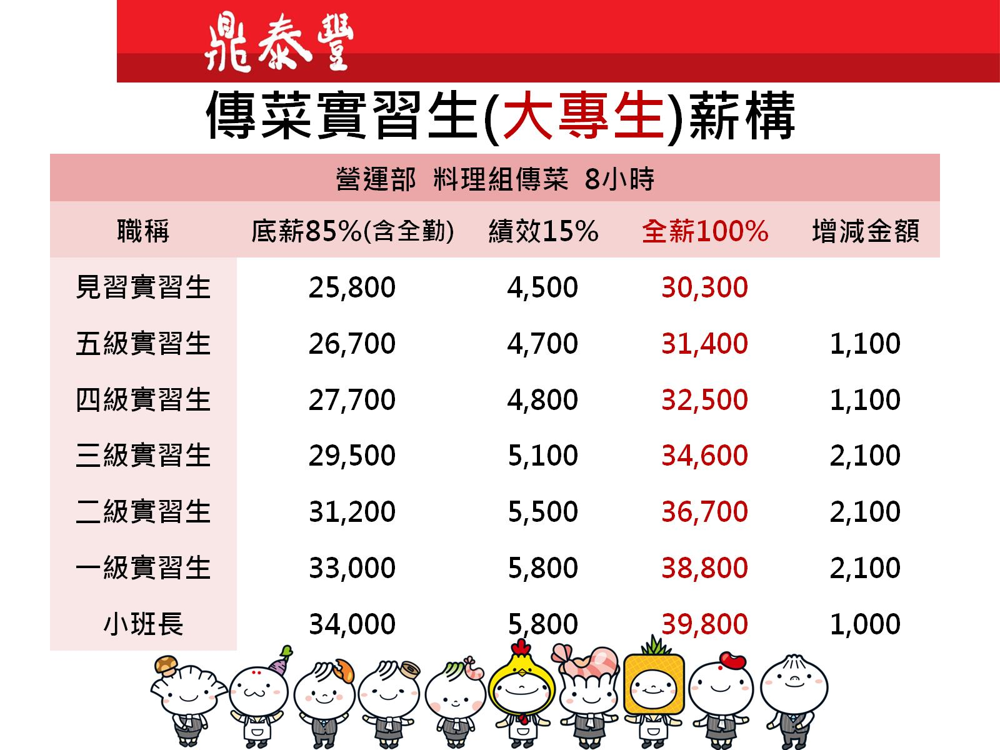 鼎泰豐
傳菜實習生(大專生)薪構
營運部 料理組傳菜 8小時
職稱 底薪85%(含全勤) 績效15% 全薪100% 增減金額
見習實習生 25,800 4,500 30,300
五級實習生 26,700 4,700 31,400 1,100
四級實習生 27,700 4,800 32,500 1,100
三級實習生 29,500 5,100 34,600 2,100
二級實習生 31,200 5,500 36,700 2,100
一級實習生 33,000 5,800 38,800 2,100
小班長 34,000 5,800 39,800 1,000